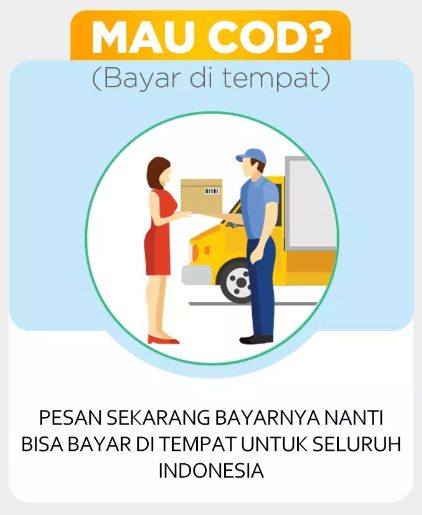 MAU COD?
(Bayar di tempat)
PESAN SEKARANG BAYARNYA NANTI
BISA BAYAR DI TEMPAT UNTUK SELURUH
INDONESIA